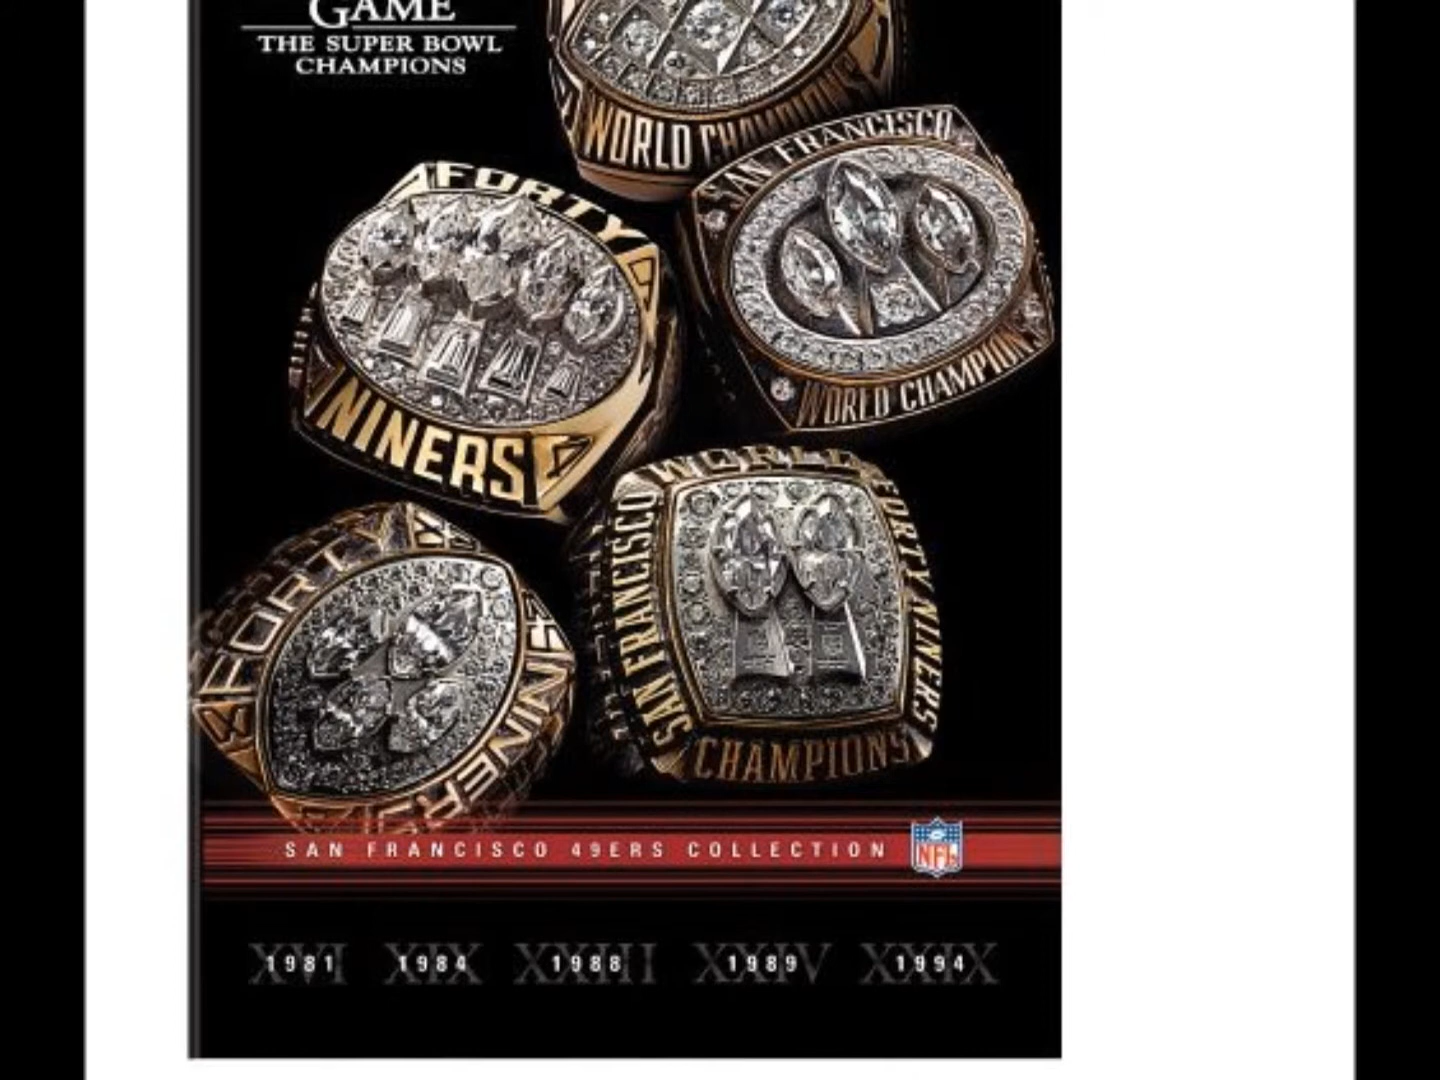 GAME
THE SUPER BOWL
CHAMPIONS
WORLD CHAMPIONS
SAN FRANCISCO
WORLD CHAMPIONS
FORTY
NINERS
WORLD
SAN FRANCISCO
FORTY NINERS
CHAMPIONS
FORTY
NINERS
SAN FRANCISCO 49ERS COLLECTION
NFL
XVI XIX XXIII XXIV XXIX
1981 1984 1988 1989 1994